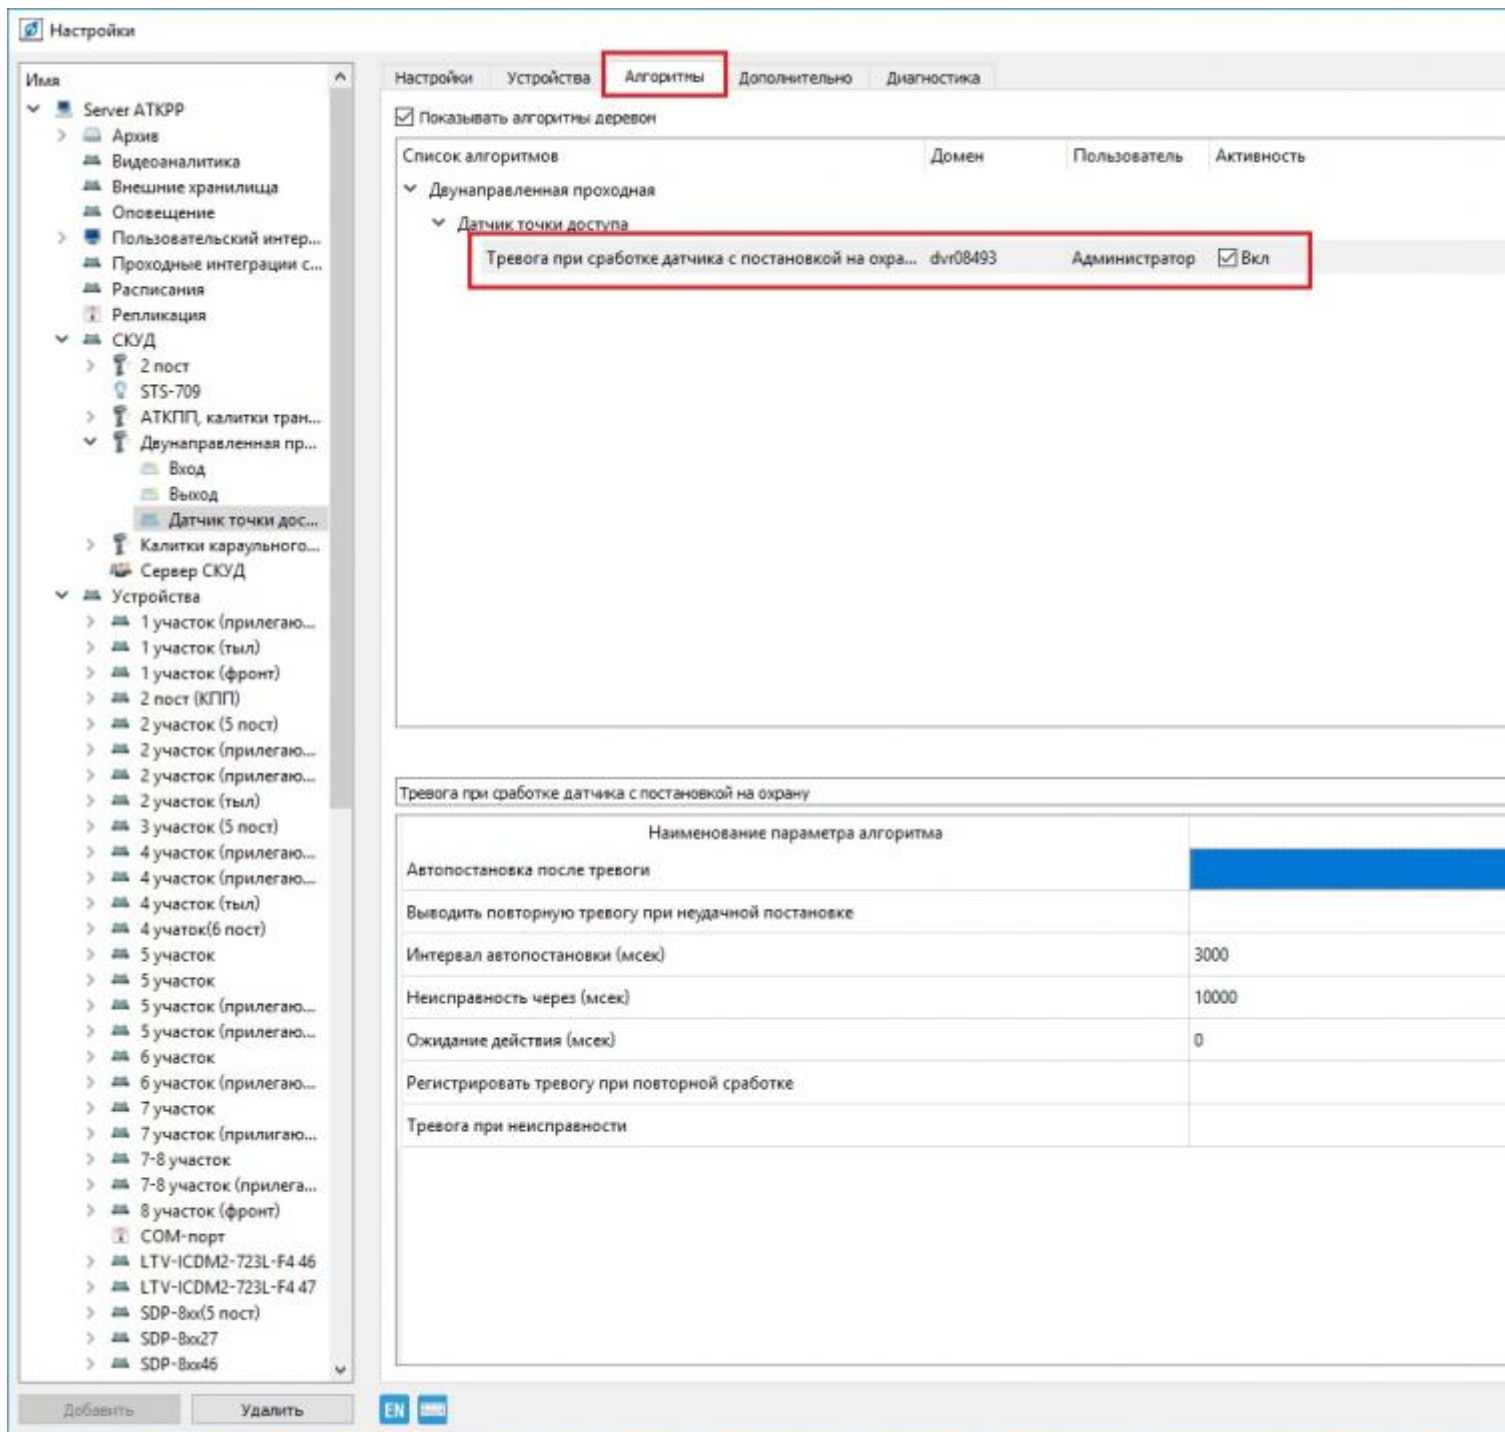 Настройки
Имя
Server АТКРР
Архив
Видеоаналитика
Внешние хранилища
Оповещение
Пользовательский интер...
Проходные интеграции с...
Расписания
Репликация
СКУД
2 пост
STS-709
АТКПП, калитки тран...
Двунаправленная пр...
Вход
Выход
Датчик точки дос...
Калитки караульного...
Сервер СКУД
Устройства
1 участок (прилегаю...
1 участок (тыл)
1 участок (фронт)
2 пост (КПП)
2 участок (5 пост)
2 участок (прилегаю...
2 участок (прилегаю...
2 участок (тыл)
3 участок (5 пост)
4 участок (прилегаю...
4 участок (прилегаю...
4 участок (тыл)
4 учаток(6 пост)
5 участок
5 участок
5 участок (прилегаю...
5 участок (прилегаю...
6 участок
6 участок (прилегаю...
7 участок
7 участок (прилигаю...
7-8 участок
7-8 участок (прилега...
8 участок (фронт)
COM-порт
LTV-ICDM2-723L-F4 46
LTV-ICDM2-723L-F4 47
SDP-8xx(5 пост)
SDP-8xx27
SDP-8xx46
Добавить Удалить
Настройки Устройства Алгоритмы Дополнительно Диагностика
Показывать алгоритмы деревом
Список алгоритмов Домен Пользователь Активность
Двунаправленная проходная
Датчик точки доступа
Тревога при сработке датчика с постановкой на охра... dvr08493 Администратор Вкл
Тревога при сработке датчика с постановкой на охрану
Наименование параметра алгоритма
Автопостановка после тревоги
Выводить повторную тревогу при неудачной постановке
Интервал автопостановки (мсек) 3000
Неисправность через (мсек) 10000
Ожидание действия (мсек) 0
Регистрировать тревогу при повторной сработке
Тревога при неисправности
EN